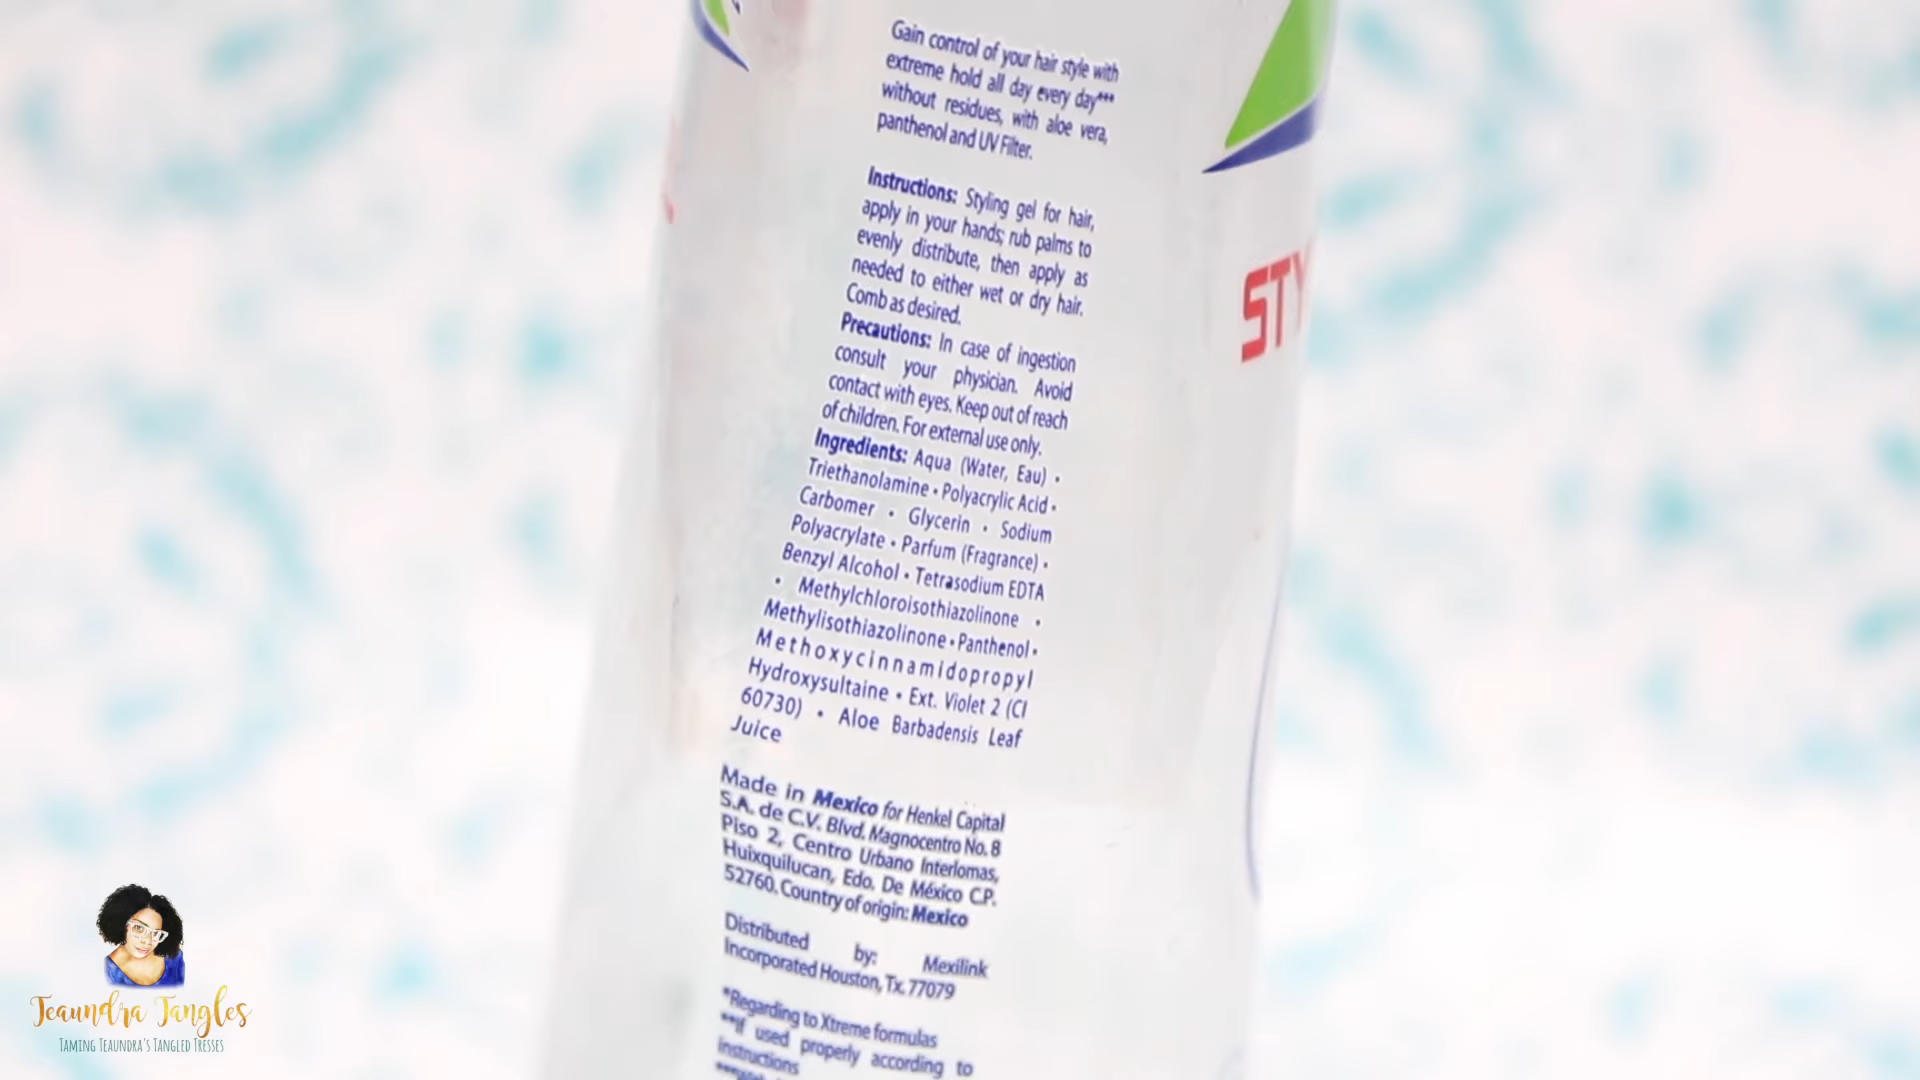 Gain control of your hair style with
extreme hold all day every day***
without residues, with aloe vera,
panthenol and UV Filter.
Instructions: Styling gel for hair,
apply in your hands; rub palms to
evenly distribute, then apply as
needed to either wet or dry hair.
Comb as desired.
Precautions: In case of ingestion
consult your physician. Avoid
contact with eyes. Keep out of reach
of children. For external use only.
Ingredients: Aqua (Water, Eau) •
Triethanolamine • Polyacrylic Acid •
Carbomer • Glycerin • Sodium
Polyacrylate • Parfum (Fragrance) •
Benzyl Alcohol • Tetrasodium EDTA
• Methylchloroisothiazolinone •
Methylisothiazolinone • Panthenol •
Methoxycinnamidopropyl
Hydroxysultaine • Ext. Violet 2 (CI
60730) • Aloe Barbadensis Leaf
Juice
Made in Mexico for Henkel Capital
S.A. de C.V. Blvd. Magnocentro No. 8
Piso 2, Centro Urbano Interlomas,
Huixquilucan, Edo. De México C.P.
52760. Country of origin: Mexico
Distributed by: Mexilink
Incorporated Houston, Tx. 77079
*Regarding to Xtreme formulas
**If used properly according to
instructions
STY
Teaundra Tangles
Taming Teaundra's Tangled Tresses